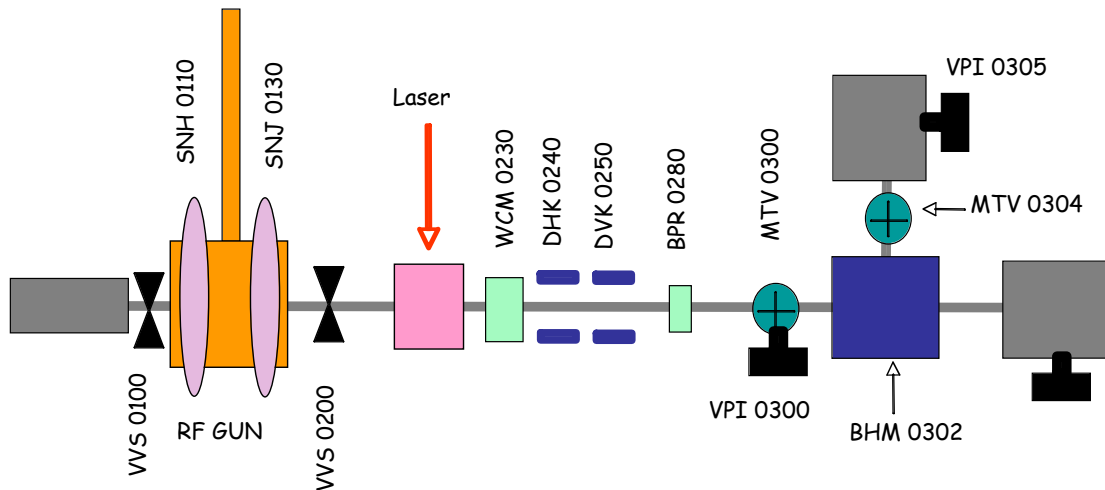 SNH 0110
SNJ 0130
Laser
WCM 0230
DHK 0240
DVK 0250
BPR 0280
MTV 0300
VPI 0305
MTV 0304
VVS 0100
RF GUN
VVS 0200
VPI 0300
BHM 0302